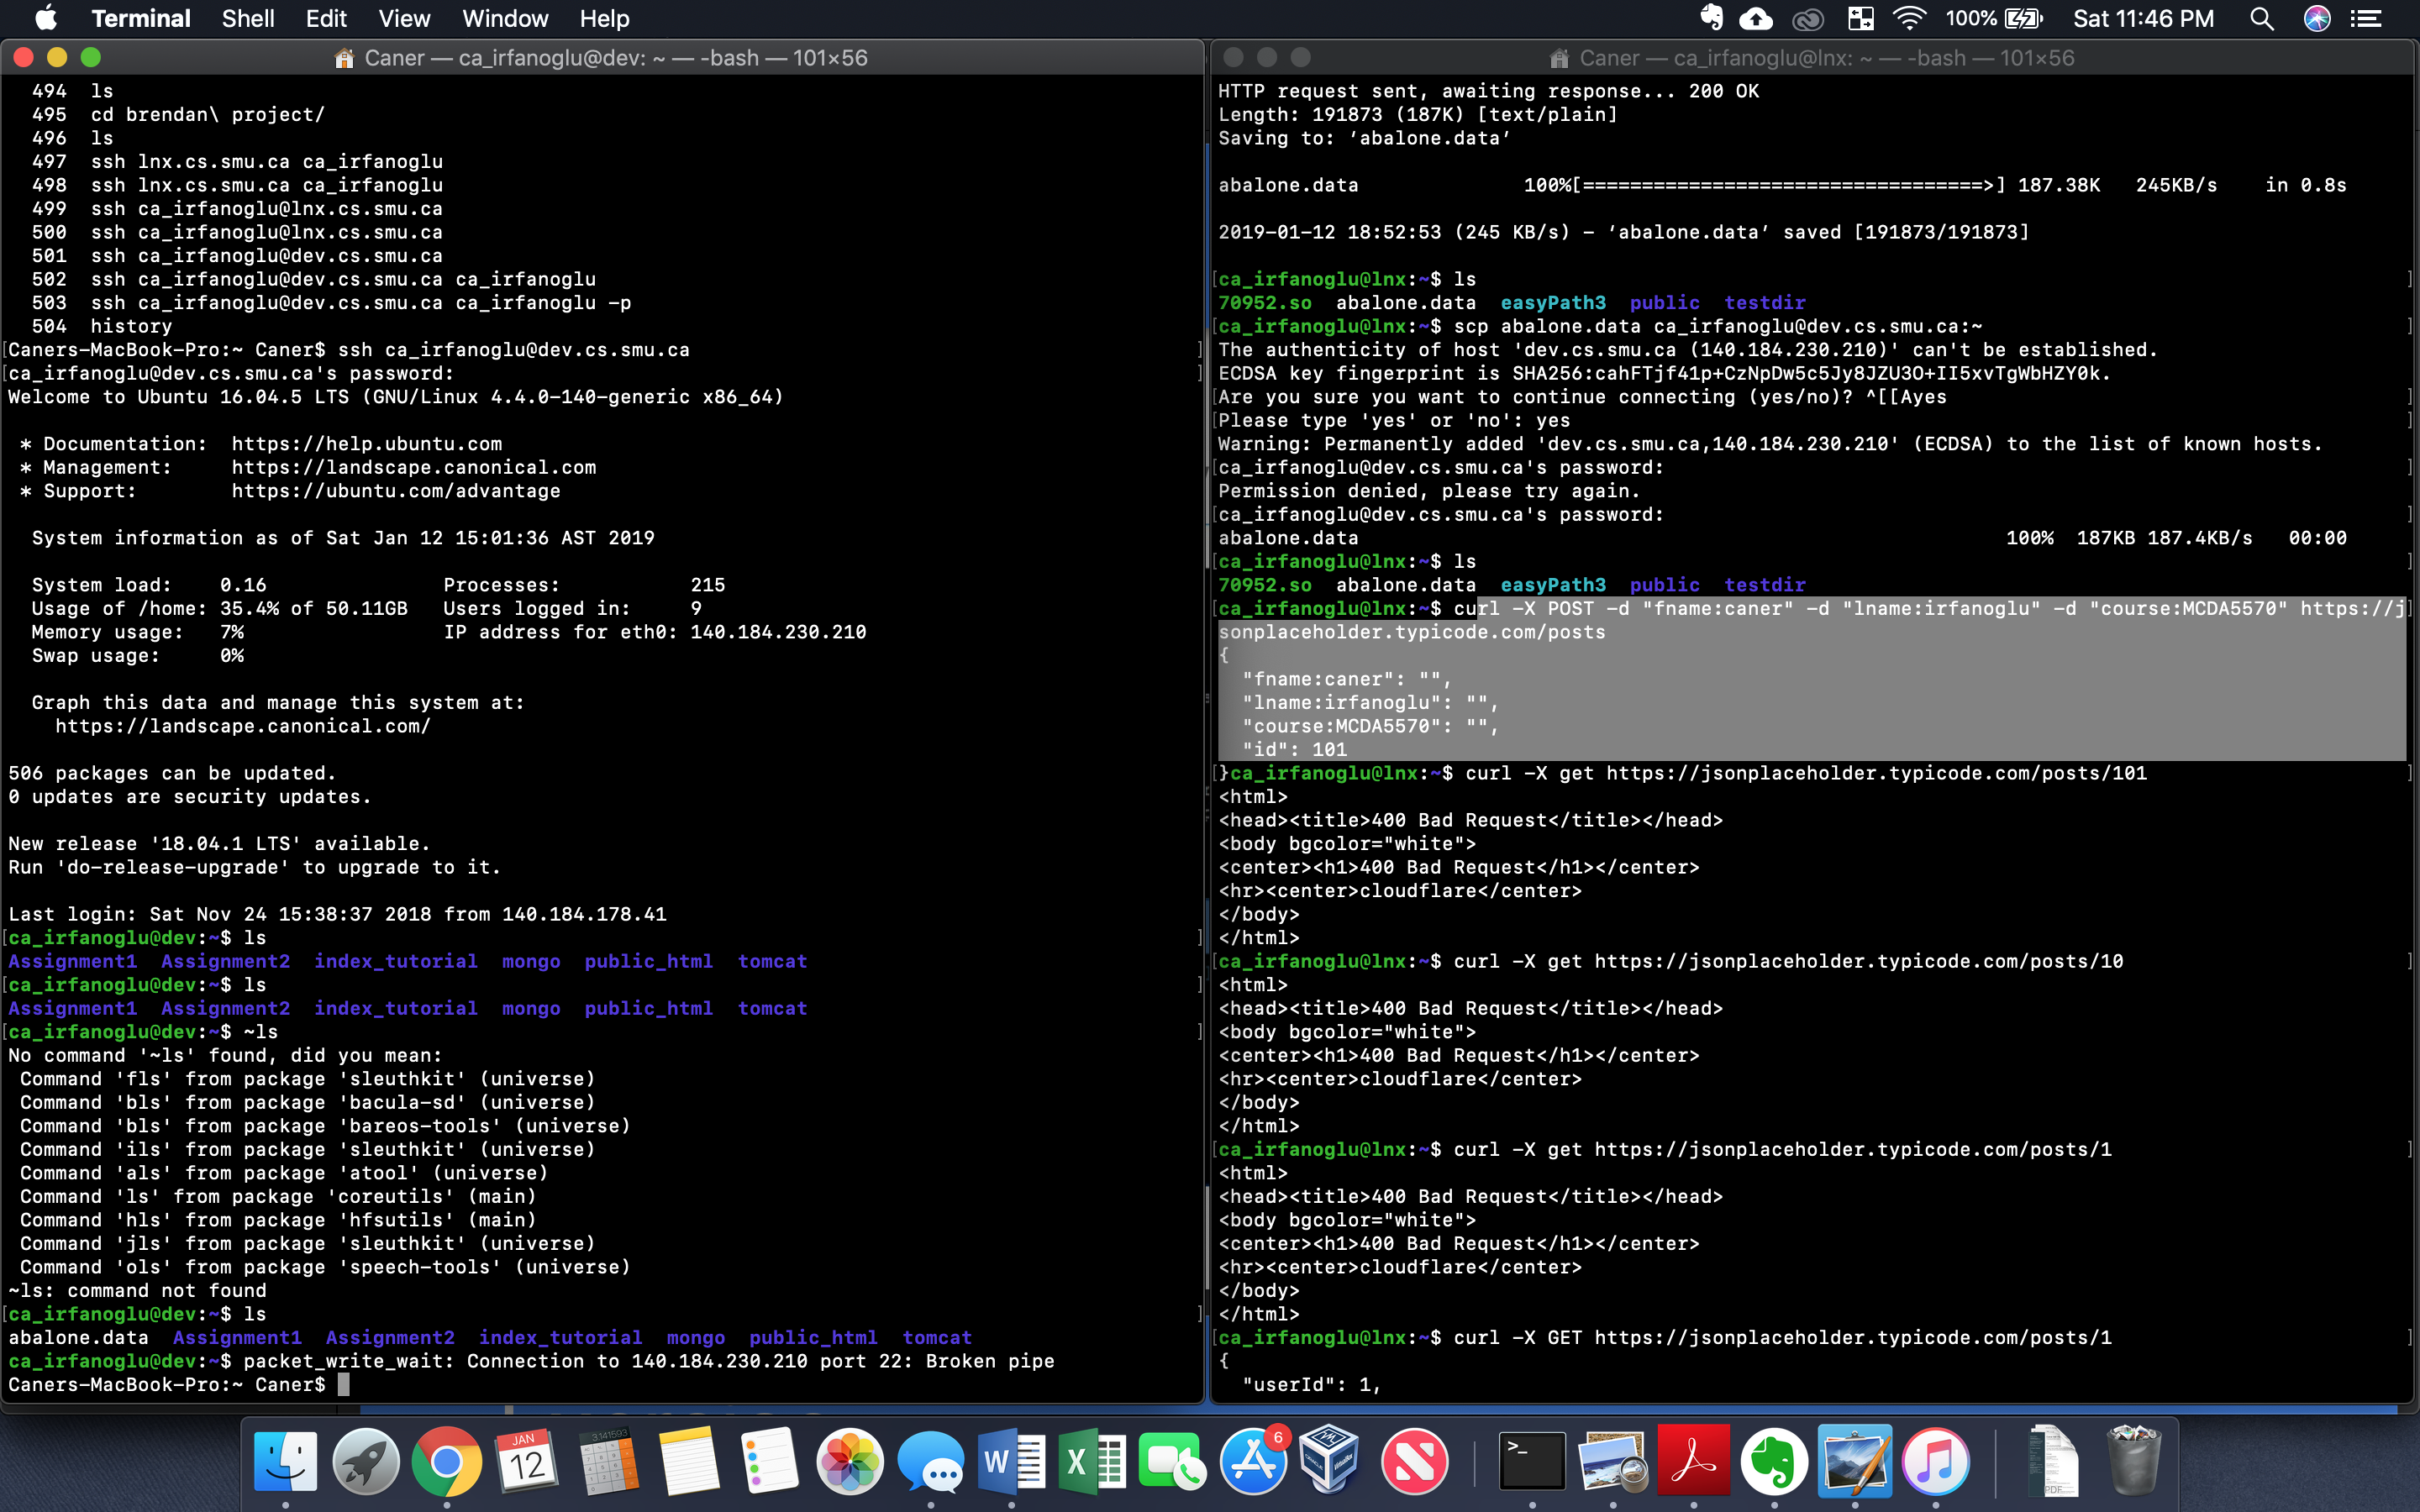 Terminal Shell Edit View Window Help 100% Sat 11:46 PM
Caner — ca_irfanoglu@dev: ~ — -bash — 101×56
494 ls
495 cd brendan\ project/
496 ls
497 ssh lnx.cs.smu.ca ca_irfanoglu
498 ssh lnx.cs.smu.ca ca_irfanoglu
499 ssh ca_irfanoglu@lnx.cs.smu.ca
500 ssh ca_irfanoglu@lnx.cs.smu.ca
501 ssh ca_irfanoglu@dev.cs.smu.ca
502 ssh ca_irfanoglu@dev.cs.smu.ca ca_irfanoglu
503 ssh ca_irfanoglu@dev.cs.smu.ca ca_irfanoglu -p
504 history
[Caners-MacBook-Pro:~ Caner$ ssh ca_irfanoglu@dev.cs.smu.ca ]
[ca_irfanoglu@dev.cs.smu.ca's password: ]
Welcome to Ubuntu 16.04.5 LTS (GNU/Linux 4.4.0-140-generic x86_64)
* Documentation: https://help.ubuntu.com
* Management: https://landscape.canonical.com
* Support: https://ubuntu.com/advantage
System information as of Sat Jan 12 15:01:36 AST 2019
System load: 0.16 Processes: 215
Usage of /home: 35.4% of 50.11GB Users logged in: 9
Memory usage: 7% IP address for eth0: 140.184.230.210
Swap usage: 0%
Graph this data and manage this system at:
https://landscape.canonical.com/
506 packages can be updated.
0 updates are security updates.
New release '18.04.1 LTS' available.
Run 'do-release-upgrade' to upgrade to it.
Last login: Sat Nov 24 15:38:37 2018 from 140.184.178.41
[ca_irfanoglu@dev:~$ ls ]
Assignment1 Assignment2 index_tutorial mongo public_html tomcat
[ca_irfanoglu@dev:~$ ls ]
Assignment1 Assignment2 index_tutorial mongo public_html tomcat
[ca_irfanoglu@dev:~$ ~ls ]
No command '~ls' found, did you mean:
Command 'fls' from package 'sleuthkit' (universe)
Command 'bls' from package 'bacula-sd' (universe)
Command 'bls' from package 'bareos-tools' (universe)
Command 'ils' from package 'sleuthkit' (universe)
Command 'als' from package 'atool' (universe)
Command 'ls' from package 'coreutils' (main)
Command 'hls' from package 'hfsutils' (main)
Command 'jls' from package 'sleuthkit' (universe)
Command 'ols' from package 'speech-tools' (universe)
~ls: command not found
[ca_irfanoglu@dev:~$ ls ]
abalone.data Assignment1 Assignment2 index_tutorial mongo public_html tomcat
ca_irfanoglu@dev:~$ packet_write_wait: Connection to 140.184.230.210 port 22: Broken pipe
Caners-MacBook-Pro:~ Caner$
Caner — ca_irfanoglu@lnx: ~ — -bash — 101×56
HTTP request sent, awaiting response... 200 OK
Length: 191873 (187K) [text/plain]
Saving to: ‘abalone.data’
abalone.data 100%[==================================>] 187.38K 245KB/s in 0.8s
2019-01-12 18:52:53 (245 KB/s) - ‘abalone.data’ saved [191873/191873]
[ca_irfanoglu@lnx:~$ ls ]
70952.so abalone.data easyPath3 public testdir
[ca_irfanoglu@lnx:~$ scp abalone.data ca_irfanoglu@dev.cs.smu.ca:~ ]
The authenticity of host 'dev.cs.smu.ca (140.184.230.210)' can't be established.
ECDSA key fingerprint is SHA256:cahFTjf41p+CzNpDw5c5Jy8JZU3O+II5xvTgWbHZY0k.
[Are you sure you want to continue connecting (yes/no)? ^[[Ayes ]
[Please type 'yes' or 'no': yes ]
Warning: Permanently added 'dev.cs.smu.ca,140.184.230.210' (ECDSA) to the list of known hosts.
[ca_irfanoglu@dev.cs.smu.ca's password: ]
Permission denied, please try again.
[ca_irfanoglu@dev.cs.smu.ca's password: ]
abalone.data 100% 187KB 187.4KB/s 00:00
[ca_irfanoglu@lnx:~$ ls ]
70952.so abalone.data easyPath3 public testdir
[ca_irfanoglu@lnx:~$ curl -X POST -d "fname:caner" -d "lname:irfanoglu" -d "course:MCDA5570" https://j]
sonplaceholder.typicode.com/posts
{
"fname:caner": "",
"lname:irfanoglu": "",
"course:MCDA5570": "",
"id": 101
[}ca_irfanoglu@lnx:~$ curl -X get https://jsonplaceholder.typicode.com/posts/101 ]
<html>
<head><title>400 Bad Request</title></head>
<body bgcolor="white">
<center><h1>400 Bad Request</h1></center>
<hr><center>cloudflare</center>
</body>
</html>
[ca_irfanoglu@lnx:~$ curl -X get https://jsonplaceholder.typicode.com/posts/10 ]
<html>
<head><title>400 Bad Request</title></head>
<body bgcolor="white">
<center><h1>400 Bad Request</h1></center>
<hr><center>cloudflare</center>
</body>
</html>
[ca_irfanoglu@lnx:~$ curl -X get https://jsonplaceholder.typicode.com/posts/1 ]
<html>
<head><title>400 Bad Request</title></head>
<body bgcolor="white">
<center><h1>400 Bad Request</h1></center>
<hr><center>cloudflare</center>
</body>
</html>
[ca_irfanoglu@lnx:~$ curl -X GET https://jsonplaceholder.typicode.com/posts/1 ]
{
"userId": 1,
JAN
12
3.141593
6
PDF